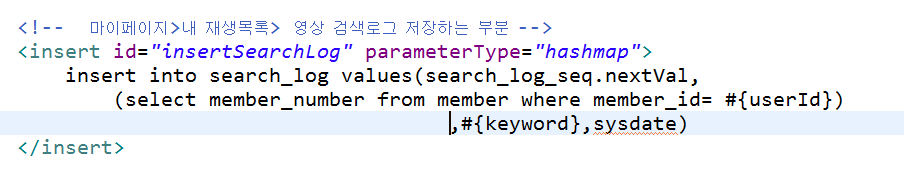 <!--  마이페이지>내 재생목록> 영상 검색로그 저장하는 부분 -->
<insert id="insertSearchLog" parameterType="hashmap">
insert into search_log values(search_log_seq.nextVal,
(select member_number from member where member_id= #{userId})
,#{keyword},sysdate)
</insert>